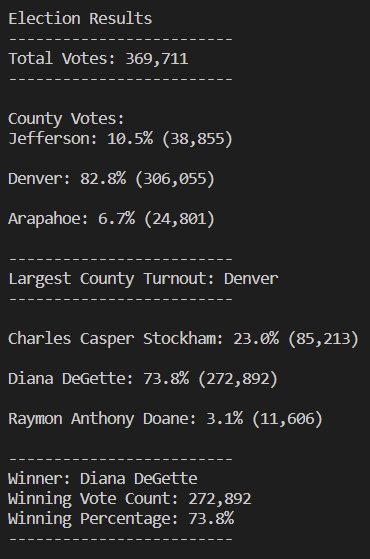 Election Results
-------------------------
Total Votes: 369,711
-------------------------
County Votes:
Jefferson: 10.5% (38,855)
Denver: 82.8% (306,055)
Arapahoe: 6.7% (24,801)
-------------------------
Largest County Turnout: Denver
-------------------------
Charles Casper Stockham: 23.0% (85,213)
Diana DeGette: 73.8% (272,892)
Raymon Anthony Doane: 3.1% (11,606)
-------------------------
Winner: Diana DeGette
Winning Vote Count: 272,892
Winning Percentage: 73.8%
-------------------------